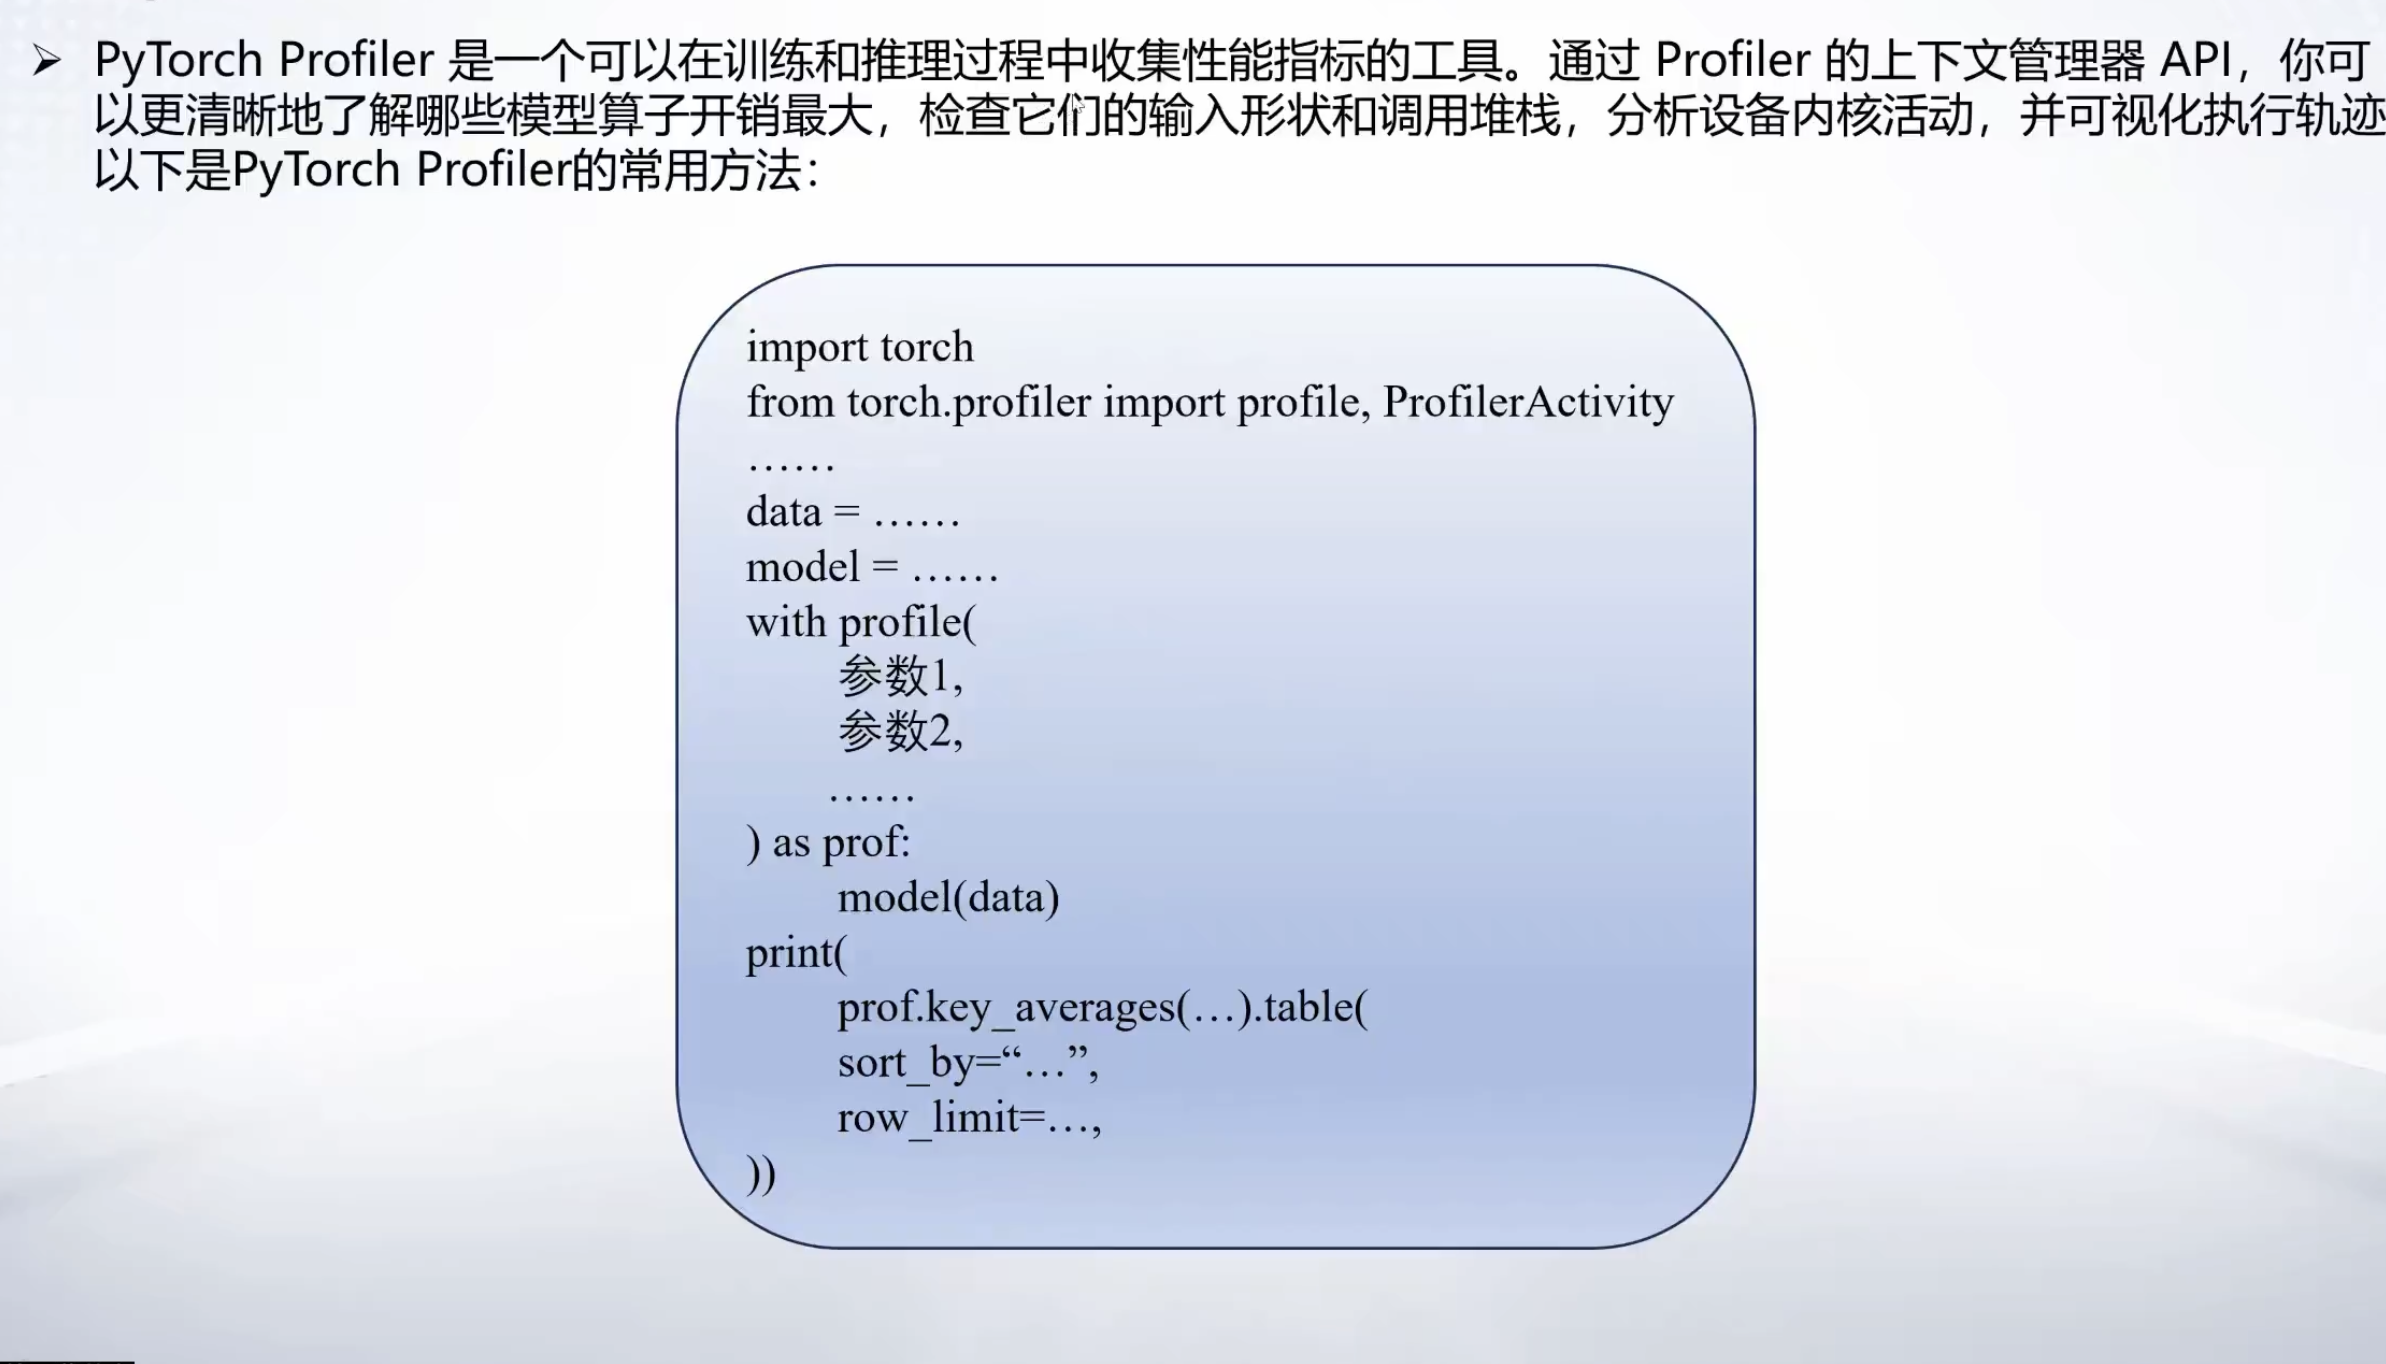 ➢ PyTorch Profiler 是一个可以在训练和推理过程中收集性能指标的工具。通过 Profiler 的上下文管理器 API，你可
以更清晰地了解哪些模型算子开销最大，检查它们的输入形状和调用堆栈，分析设备内核活动，并可视化执行轨迹
以下是PyTorch Profiler的常用方法：
import torch
from torch.profiler import profile, ProfilerActivity
……
data = ……
model = ……
with profile(
参数1,
参数2,
……
) as prof:
model(data)
print(
prof.key_averages(…).table(
sort_by=“…”,
row_limit=…,
))